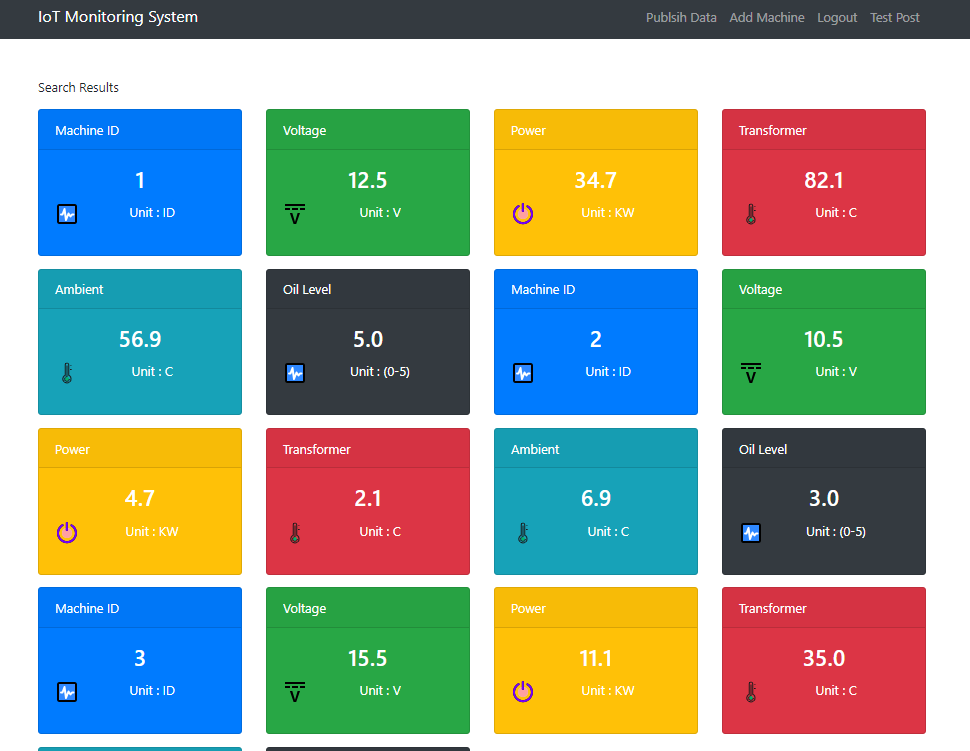 IoT Monitoring System
Publsih Data Add Machine Logout Test Post
Search Results
Machine ID
1
Unit : ID
Voltage
12.5
V
Unit : V
Power
34.7
Unit : KW
Transformer
82.1
Unit : C
Ambient
56.9
Unit : C
Oil Level
5.0
Unit : (0-5)
Machine ID
2
Unit : ID
Voltage
10.5
V
Unit : V
Power
4.7
Unit : KW
Transformer
2.1
Unit : C
Ambient
6.9
Unit : C
Oil Level
3.0
Unit : (0-5)
Machine ID
3
Unit : ID
Voltage
15.5
V
Unit : V
Power
11.1
Unit : KW
Transformer
35.0
Unit : C